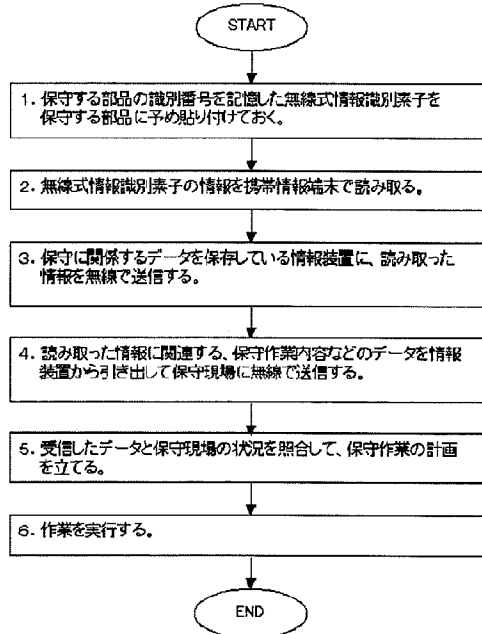 START
1. 保守する部品の識別番号を記憶した無線式情報識別素子を
保守する部品に予め貼り付けておく。
2. 無線式情報識別素子の情報を携帯情報端末で読み取る。
3. 保守に関係するデータを保存している情報装置に、読み取った
情報を無線で送信する。
4. 読み取った情報に関連する、保守作業内容などのデータを情報
装置から引き出して保守現場に無線で送信する。
5. 受信したデータと保守現場の状況を照合して、保守作業の計画
を立てる。
6. 作業を実行する。
END